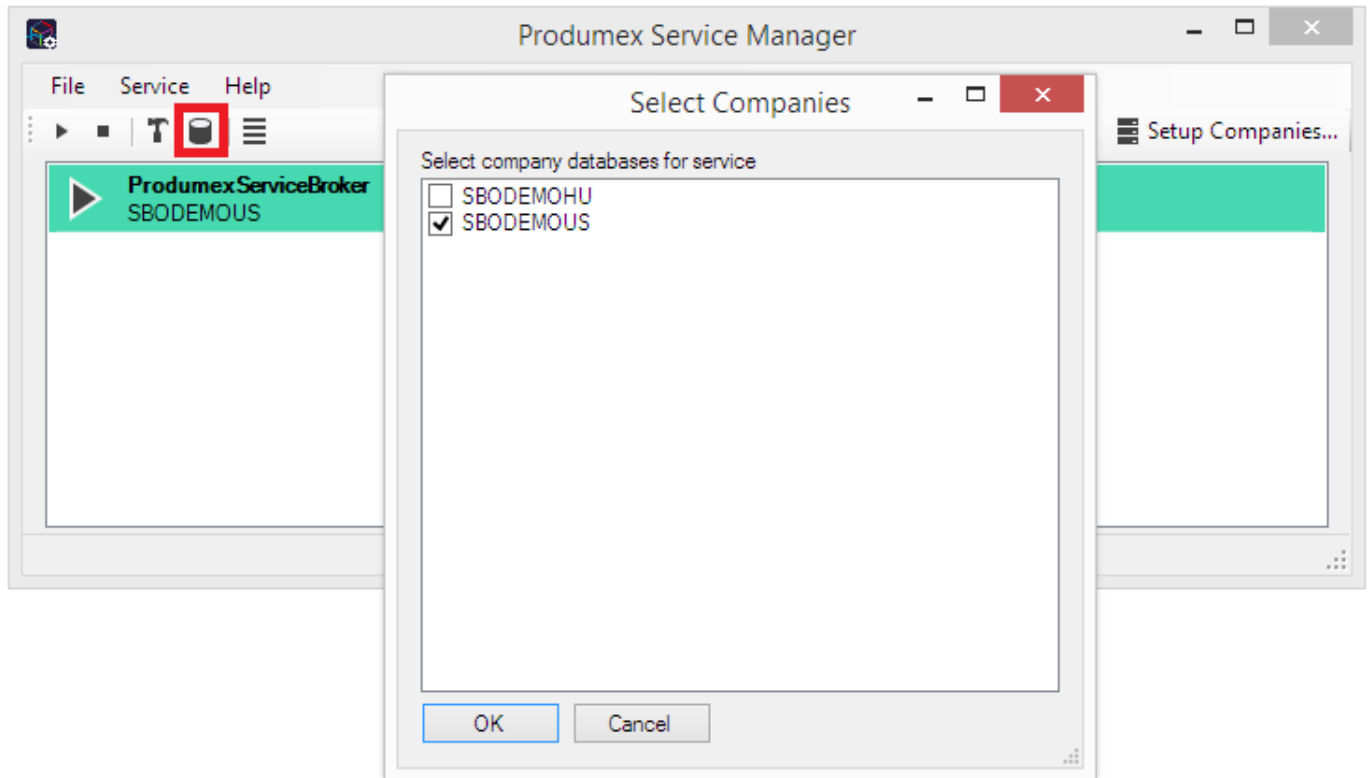 Produmex Service Manager
File Service Help
Select Companies
Setup Companies...
Select company databases for service
ProdumexServiceBroker
SBODEMOUS
SBODEMOHU
SBODEMOUS
OK Cancel